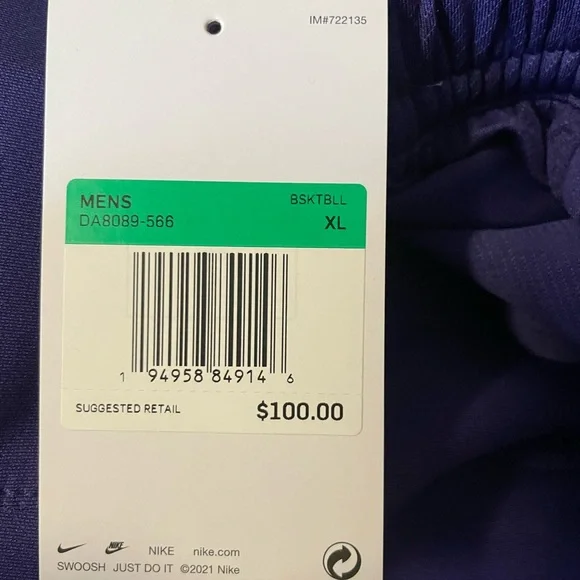 IM#722135
MENS BSKTBLL
DA8089-566 XL
1 94958 84914 6
SUGGESTED RETAIL $100.00
NIKE NIKE nike.com
SWOOSH JUST DO IT ©2021 Nike